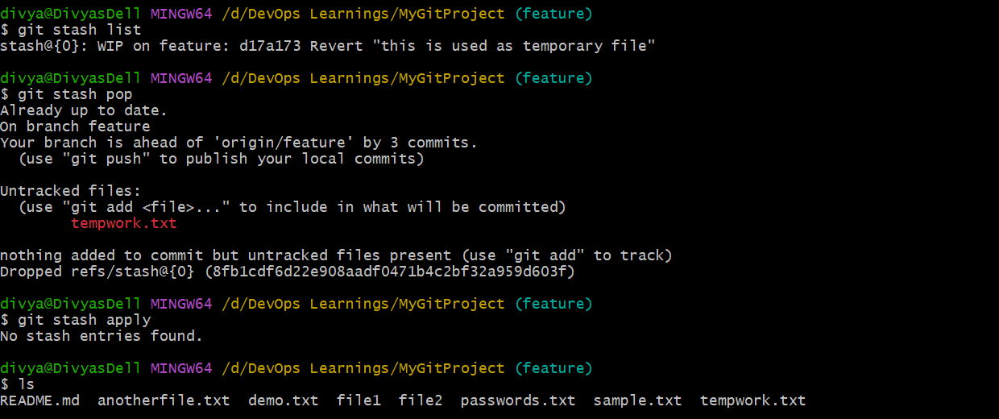 divya@DivyasDell MINGW64 /d/DevOps Learnings/MyGitProject (feature)
$ git stash list
stash@{0}: WIP on feature: d17a173 Revert "this is used as temporary file"
divya@DivyasDell MINGW64 /d/DevOps Learnings/MyGitProject (feature)
$ git stash pop
Already up to date.
On branch feature
Your branch is ahead of 'origin/feature' by 3 commits.
  (use "git push" to publish your local commits)
Untracked files:
  (use "git add <file>..." to include in what will be committed)
        tempwork.txt
nothing added to commit but untracked files present (use "git add" to track)
Dropped refs/stash@{0} (8fb1cdf6d22e908aadf0471b4c2bf32a959d603f)
divya@DivyasDell MINGW64 /d/DevOps Learnings/MyGitProject (feature)
$ git stash apply
No stash entries found.
divya@DivyasDell MINGW64 /d/DevOps Learnings/MyGitProject (feature)
$ ls
README.md  anotherfile.txt  demo.txt  file1  file2  passwords.txt  sample.txt  tempwork.txt